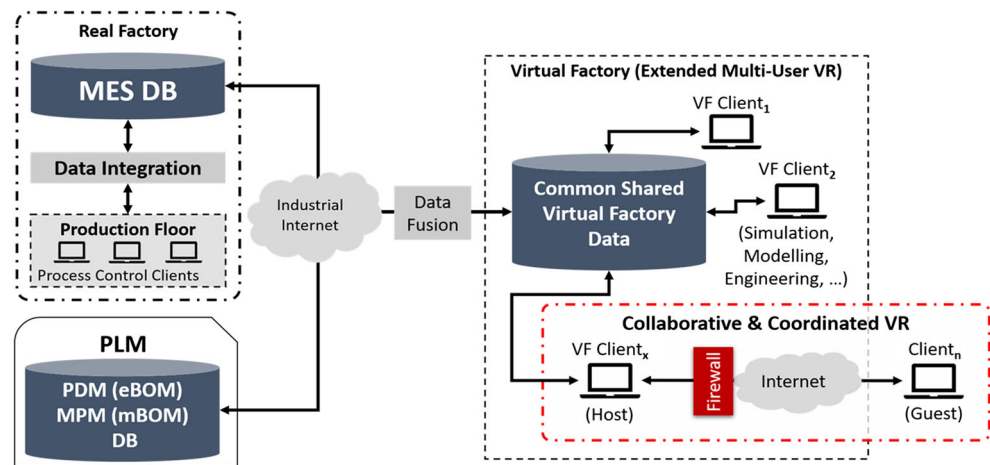 Real Factory
MES DB
Data Integration
Production Floor
Process Control Clients
PLM
PDM (eBOM)
MPM (mBOM)
DB
Industrial
Internet
Data
Fusion
Virtual Factory (Extended Multi-User VR)
VF Client1
Common Shared
Virtual Factory
Data
VF Client2
(Simulation,
Modelling,
Engineering, ...)
Collaborative & Coordinated VR
VF Clientx
(Host)
Firewall
Internet
Clientn
(Guest)